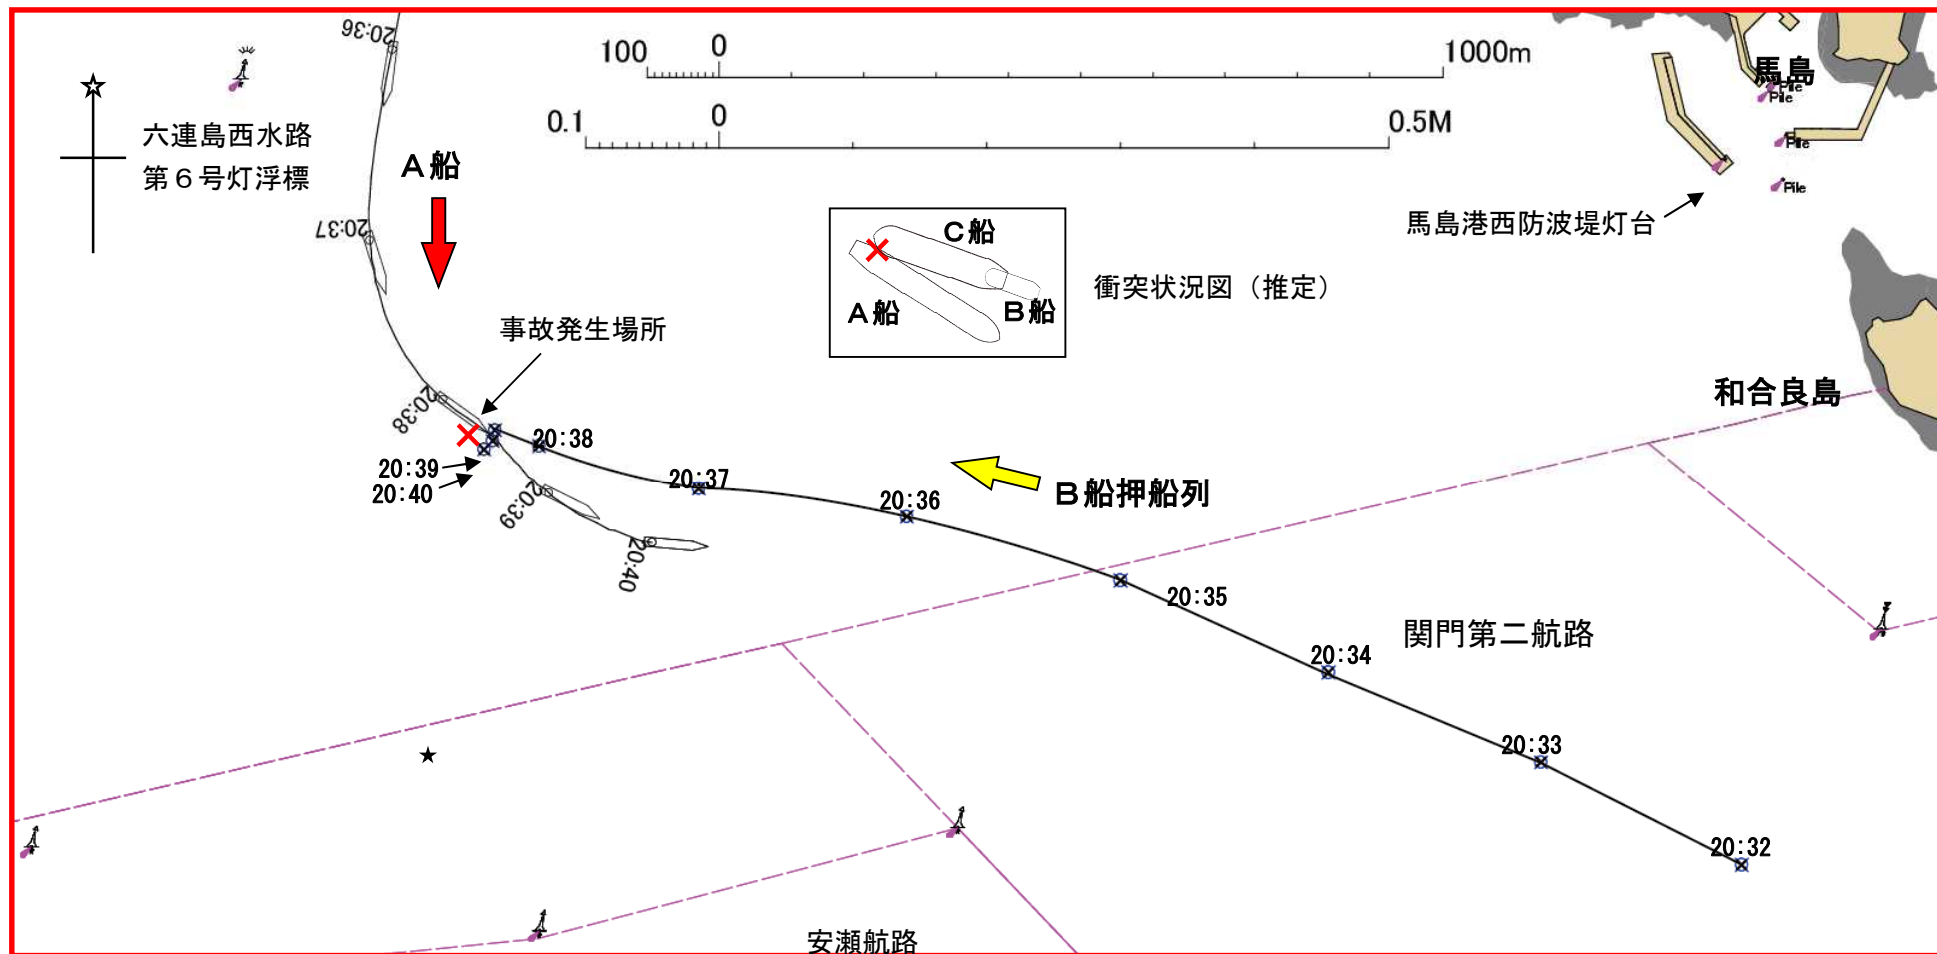 20:36
100 0 1000m
0.1 0 0.5M
馬島
Pile
Pile
Pile
Pile
六連島西水路
第６号灯浮標
A船
馬島港西防波堤灯台
20:37
C船
A船
B船
衝突状況図（推定）
事故発生場所
和合良島
20:38
20:38
20:39
20:40
20:37
20:36
B船押船列
20:39
20:40
20:35
関門第二航路
20:34
20:33
20:32
安瀬航路